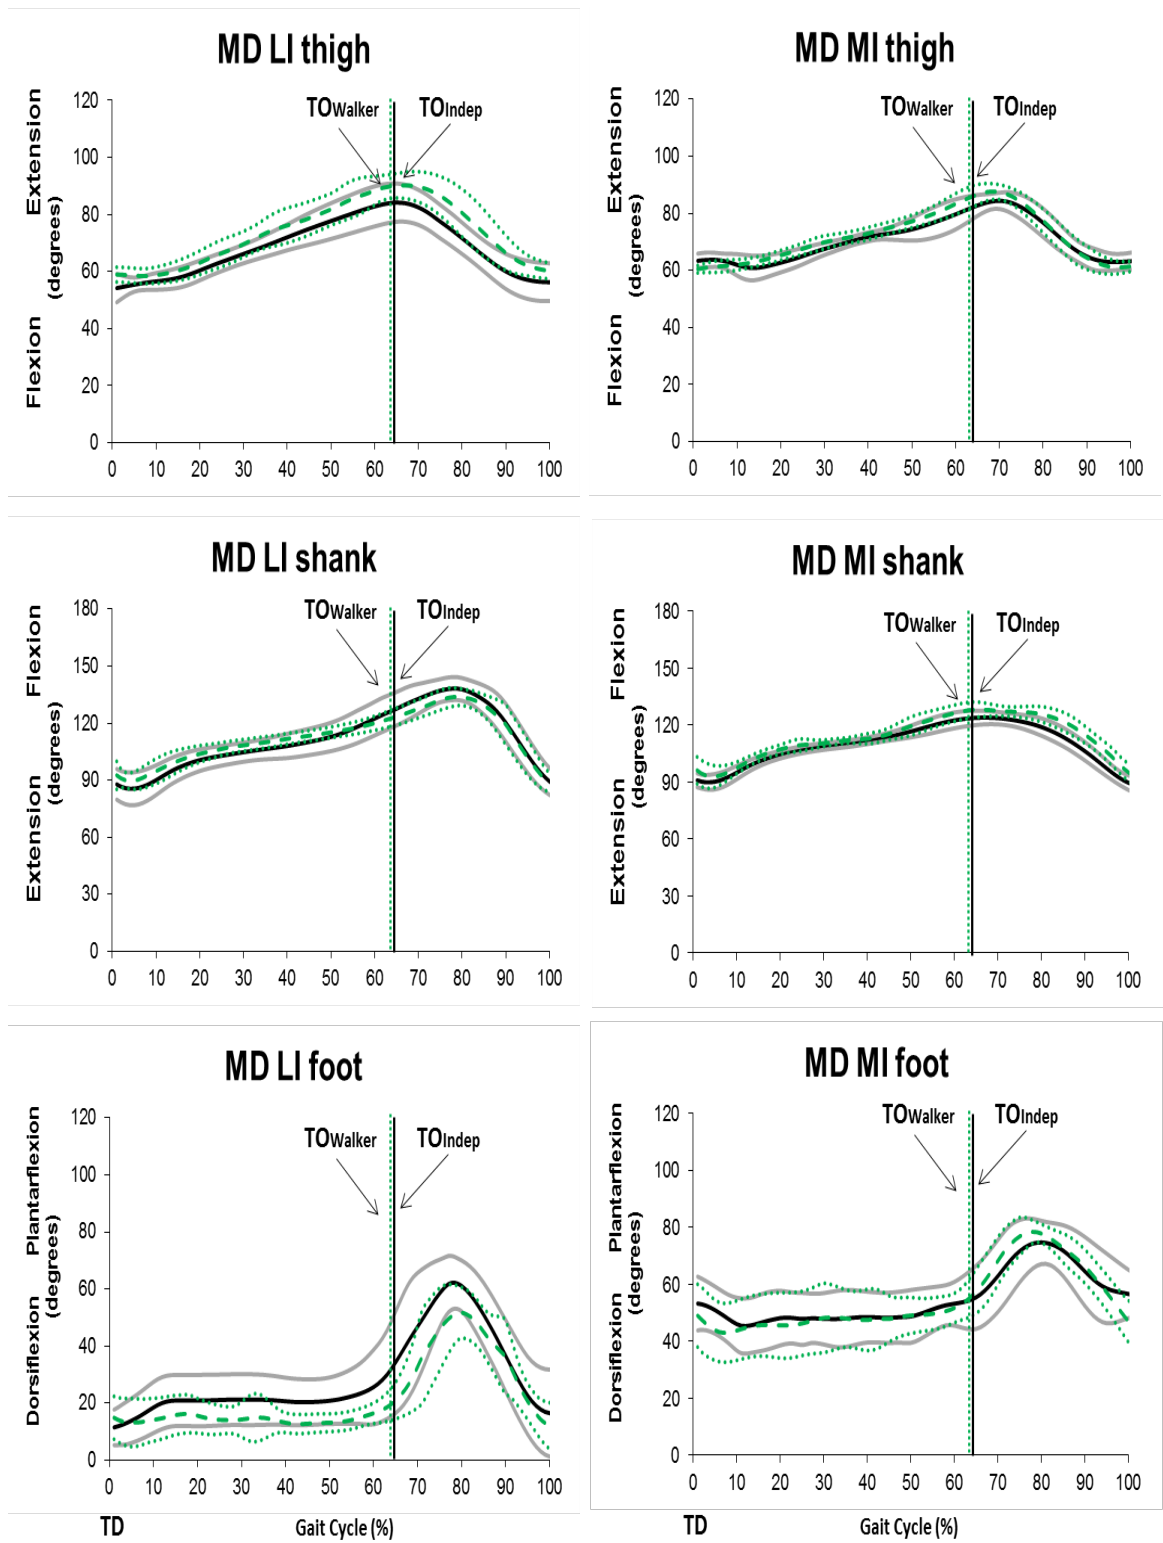 MD LI thigh
Flexion Extension
(degrees)
120
100
80
60
40
20
0
TOWalker TOIndep
0 10 20 30 40 50 60 70 80 90 100
MD MI thigh
Flexion Extension
(degrees)
120
100
80
60
40
20
0
TOWalker TOIndep
0 10 20 30 40 50 60 70 80 90 100
MD LI shank
Extension Flexion
(degrees)
180
150
120
90
60
30
0
TOWalker TOIndep
0 10 20 30 40 50 60 70 80 90 100
MD MI shank
Extension Flexion
(degrees)
180
150
120
90
60
30
0
TOWalker TOIndep
0 10 20 30 40 50 60 70 80 90 100
MD LI foot
Dorsiflexion Plantarflexion
(degrees)
120
100
80
60
40
20
0
TOWalker TOIndep
0 10 20 30 40 50 60 70 80 90 100
TD Gait Cycle (%)
MD MI foot
Dorsiflexion Plantarflexion
(degrees)
120
100
80
60
40
20
0
TOWalker TOIndep
0 10 20 30 40 50 60 70 80 90 100
TD Gait Cycle (%)